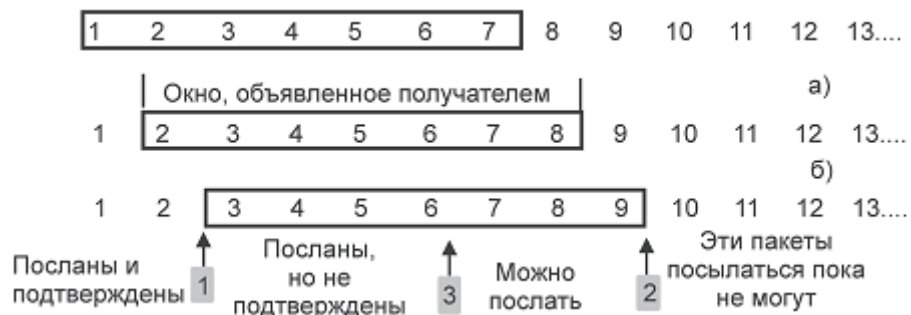 1 2 3 4 5 6 7 8 9 10 11 12 13....
а)
Окно, объявленное получателем
1 2 3 4 5 6 7 8 9 10 11 12 13....
б)
1 2 3 4 5 6 7 8 9 10 11 12 13....
Посланы и
подтверждены
1
Посланы,
но не
подтверждены
3
Можно
послать
2
Эти пакеты
посылаться пока
не могут